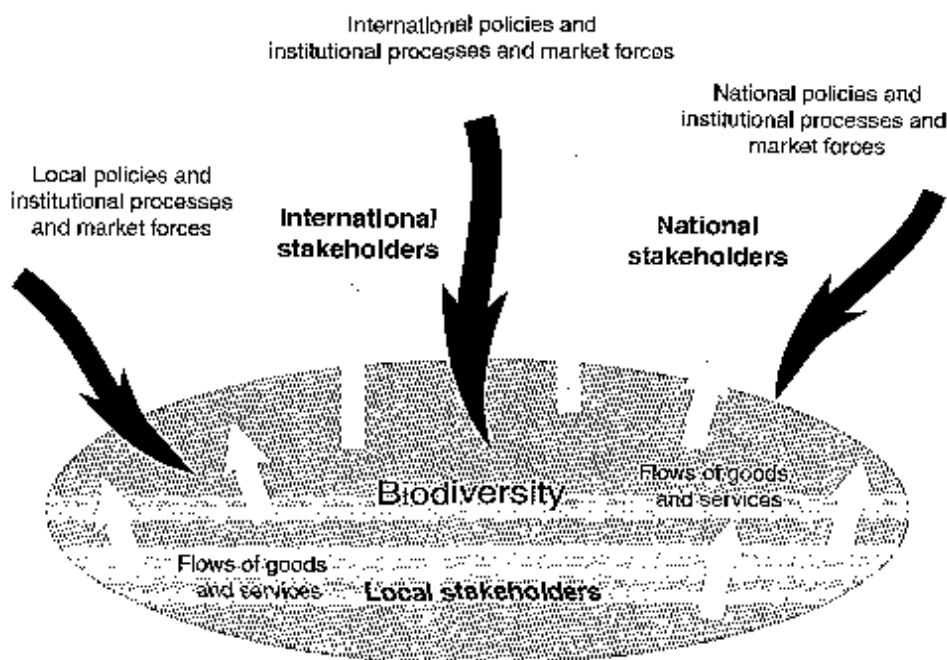 International policies and
institutional processes and market forces
National policies and
institutional processes and
market forces
Local policies and
institutional processes
and market forces
International
stakeholders
National
stakeholders
Biodiversity
Flows of goods
and services
Flows of goods
and services
Local stakeholders